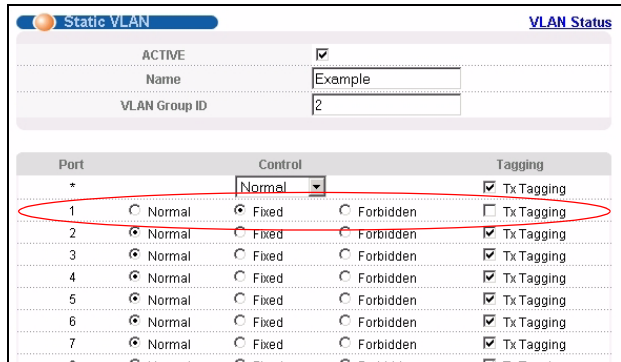 Static VLAN VLAN Status
ACTIVE
Name Example
VLAN Group ID 2
Port Control Tagging
* Normal Tx Tagging
1 Normal Fixed Forbidden Tx Tagging
2 Normal Fixed Forbidden Tx Tagging
3 Normal Fixed Forbidden Tx Tagging
4 Normal Fixed Forbidden Tx Tagging
5 Normal Fixed Forbidden Tx Tagging
6 Normal Fixed Forbidden Tx Tagging
7 Normal Fixed Forbidden Tx Tagging